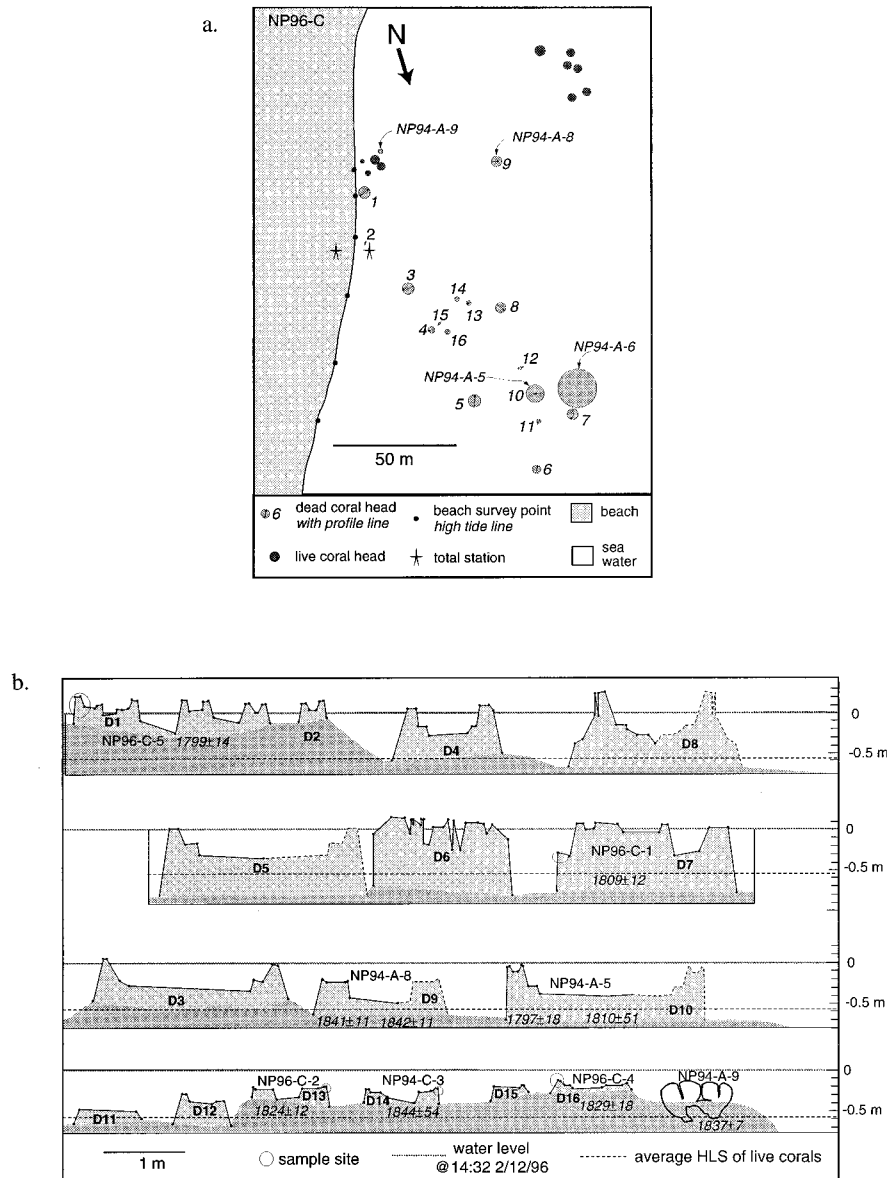 a.
NP96-C
N
NP94-A-9
NP94-A-8
9
1
2
3
14
15
13
8
4
16
12
NP94-A-6
NP94-A-5
5
10
11
7
6
50 m
6 dead coral head
with profile line
beach survey point
high tide line
beach
live coral head
total station
sea
water
b.
D1
NP96-C-5 1799±14
D2
D4
D8
0
-0.5 m
D5
D6
NP96-C-1
D7
1809±12
0
-0.5 m
D3
NP94-A-8
D9
1841±11 1842±11
NP94-A-5
D10
1797±18 1810±51
0
-0.5 m
D11
D12
NP96-C-2
D13
1824±12
NP94-C-3
D14
1844±54
D15
NP96-C-4
D16
1829±18
NP94-A-9
1837±7
0
-0.5 m
1 m
sample site
water level
@14:32 2/12/96
average HLS of live corals